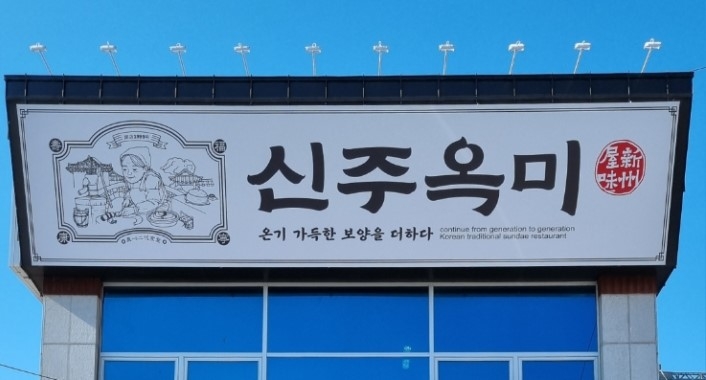 신주옥미
新州
屋味
온기 가득한 보양을 더하다
continue from generation to generation
Korean traditional sundae restaurant